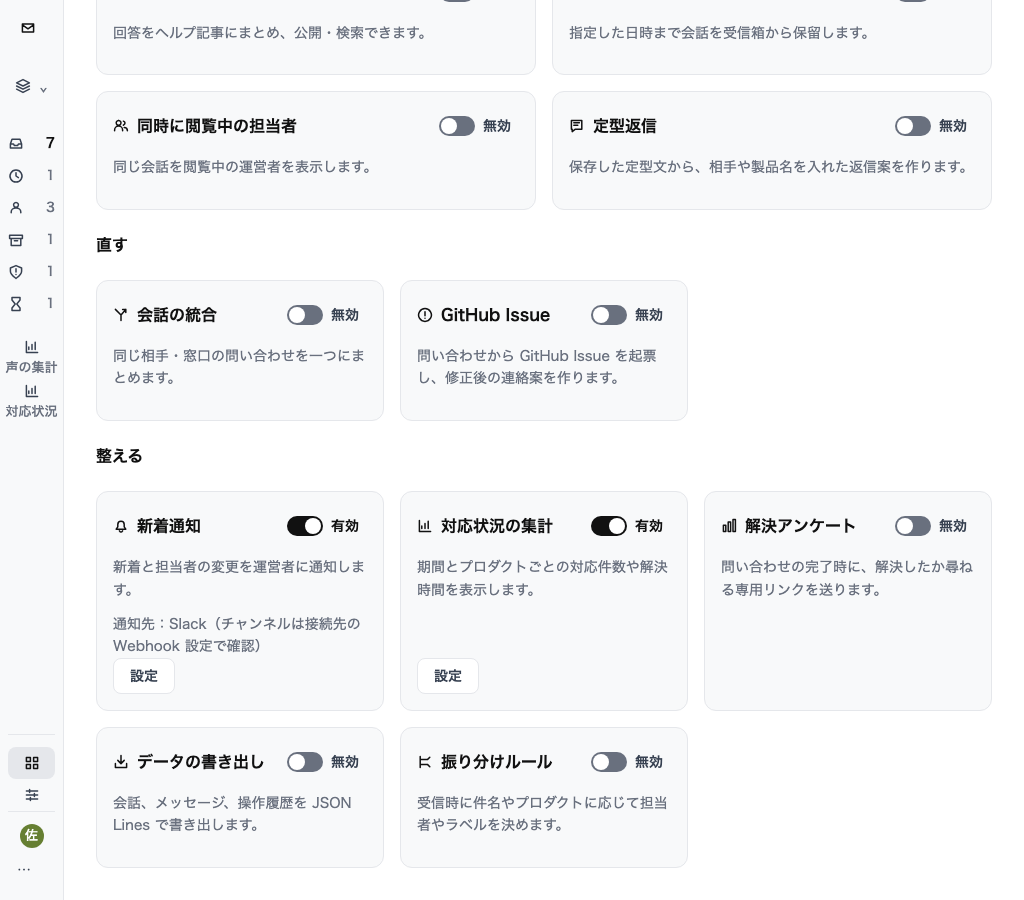 回答をヘルプ記事にまとめ、公開・検索できます。
指定した日時まで会話を受信箱から保留します。
同時に閲覧中の担当者
無効
同じ会話を閲覧中の運営者を表示します。
定型返信
無効
保存した定型文から、相手や製品名を入れた返信案を作ります。
7
1
3
1
1
1
声の集計
対応状況
直す
会話の統合
無効
同じ相手・窓口の問い合わせを一つにま
とめます。
GitHub Issue
無効
問い合わせから GitHub Issue を起票
し、修正後の連絡案を作ります。
整える
新着通知
有効
新着と担当者の変更を運営者に通知しま
す。
通知先：Slack（チャンネルは接続先の
Webhook 設定で確認）
設定
対応状況の集計
有効
期間とプロダクトごとの対応件数や解決
時間を表示します。
設定
解決アンケート
無効
問い合わせの完了時に、解決したか尋ね
る専用リンクを送ります。
データの書き出し
無効
会話、メッセージ、操作履歴を JSON
Lines で書き出します。
振り分けルール
無効
受信時に件名やプロダクトに応じて担当
者やラベルを決めます。
佐
…